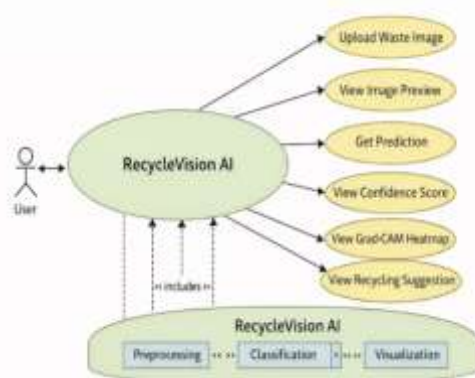 Upload Waste Image
View Image Preview
Get Prediction
RecycleVision AI
View Confidence Score
User
View Grad-CAM Heatmap
View Recycling Suggestion
includes
RecycleVision AI
Preprocessing
Classification
Visualization